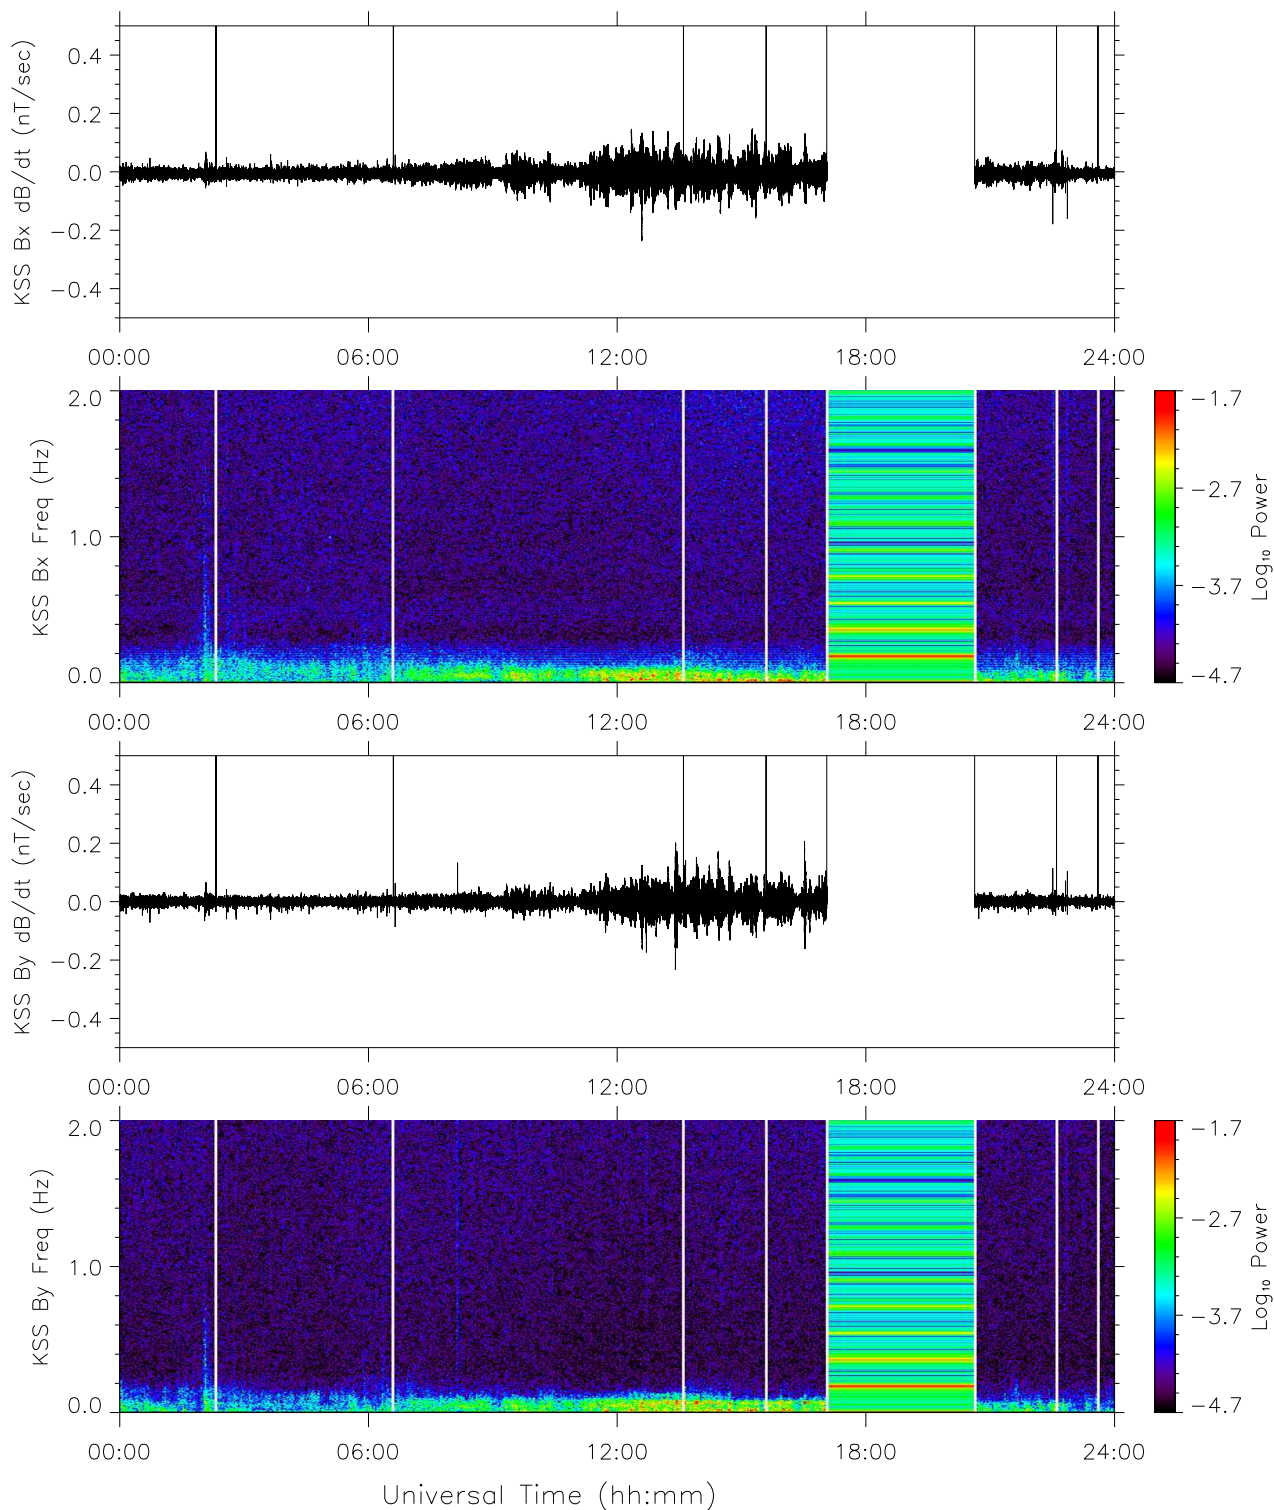 KSS Bx dB/dt (nT/sec)
0.4
0.2
0.0
−0.2
−0.4
00:00 06:00 12:00 18:00 24:00
KSS Bx Freq (Hz)
2.0
1.0
0.0
−1.7
−2.7
−3.7
−4.7
Log₁₀ Power
00:00 06:00 12:00 18:00 24:00
KSS By dB/dt (nT/sec)
0.4
0.2
0.0
−0.2
−0.4
00:00 06:00 12:00 18:00 24:00
KSS By Freq (Hz)
2.0
1.0
0.0
−1.7
−2.7
−3.7
−4.7
Log₁₀ Power
00:00 06:00 12:00 18:00 24:00
Universal Time (hh:mm)